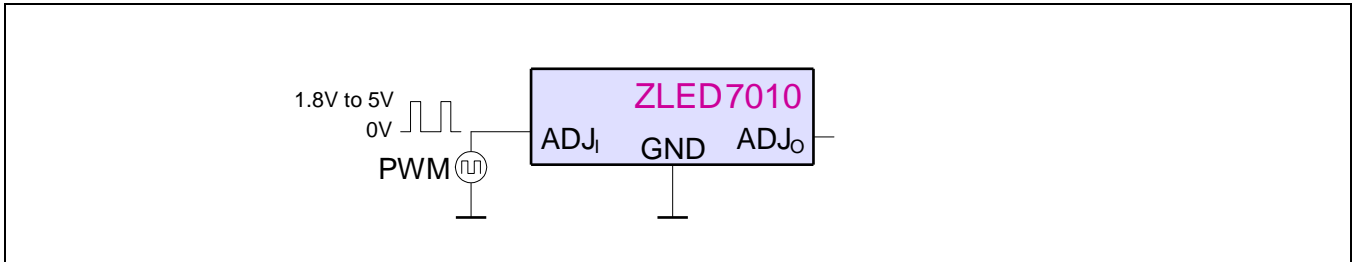 1.8V to 5V
0V
PWM
ZLED7010
ADJI
GND
ADJO